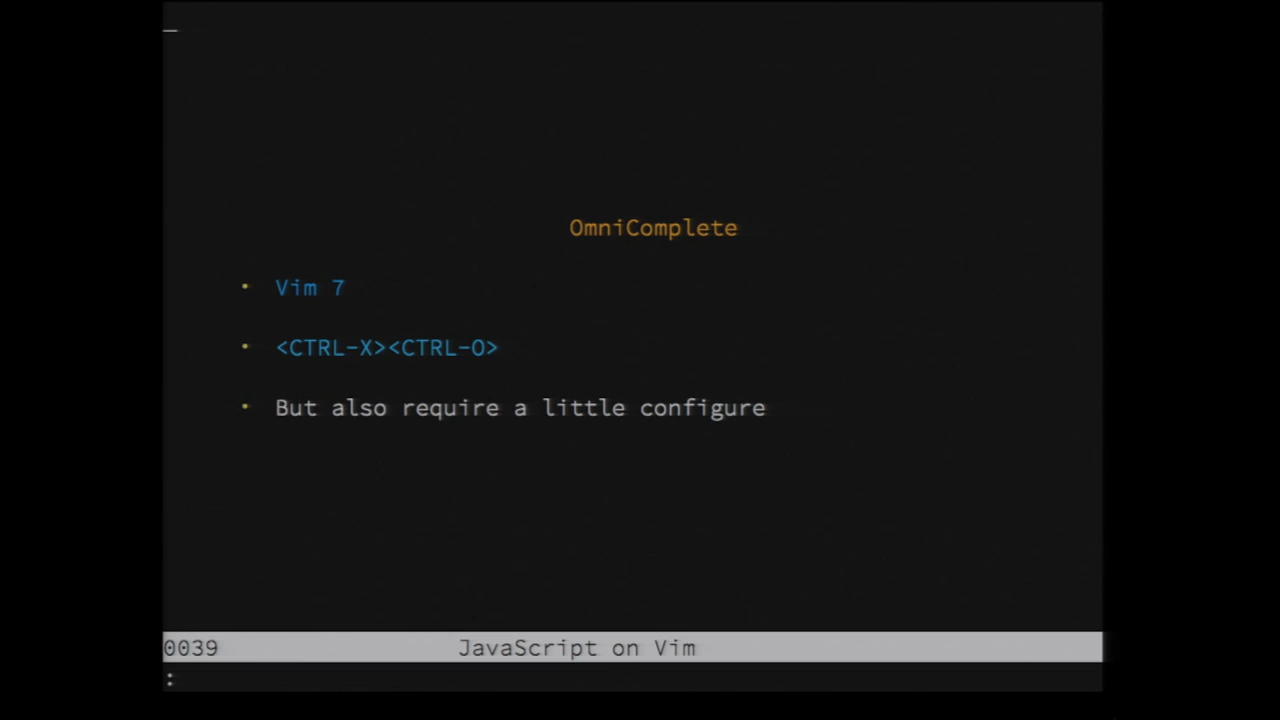 OmniComplete
• Vim 7
• <CTRL-X><CTRL-O>
• But also require a little configure
0039 JavaScript on Vim
: